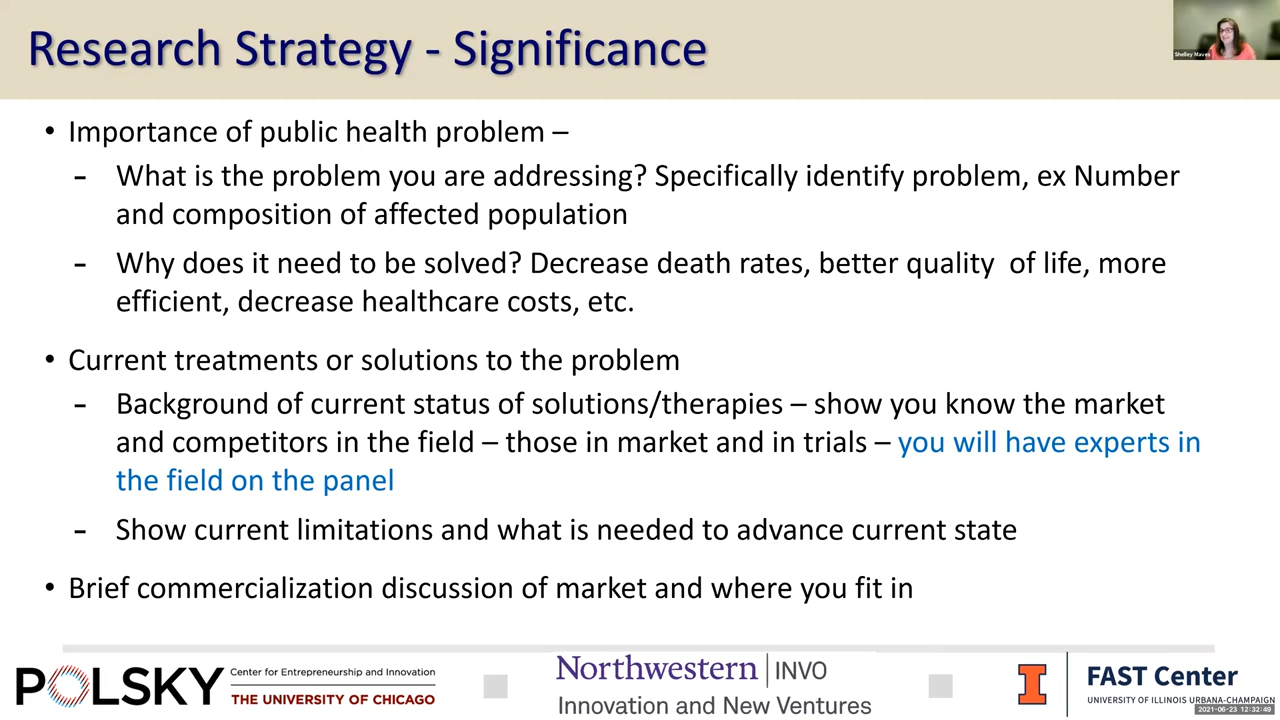 Research Strategy - Significance
Shelley Maves
• Importance of public health problem –
- What is the problem you are addressing? Specifically identify problem, ex Number
and composition of affected population
- Why does it need to be solved? Decrease death rates, better quality of life, more
efficient, decrease healthcare costs, etc.
• Current treatments or solutions to the problem
- Background of current status of solutions/therapies – show you know the market
and competitors in the field – those in market and in trials – you will have experts in
the field on the panel
- Show current limitations and what is needed to advance current state
• Brief commercialization discussion of market and where you fit in
POLSKY
Center for Entrepreneurship and Innovation
THE UNIVERSITY OF CHICAGO
Northwestern | INVO
Innovation and New Ventures
I
FAST Center
UNIVERSITY OF ILLINOIS URBANA-CHAMPAIGN
2021-06-23 12:32:49